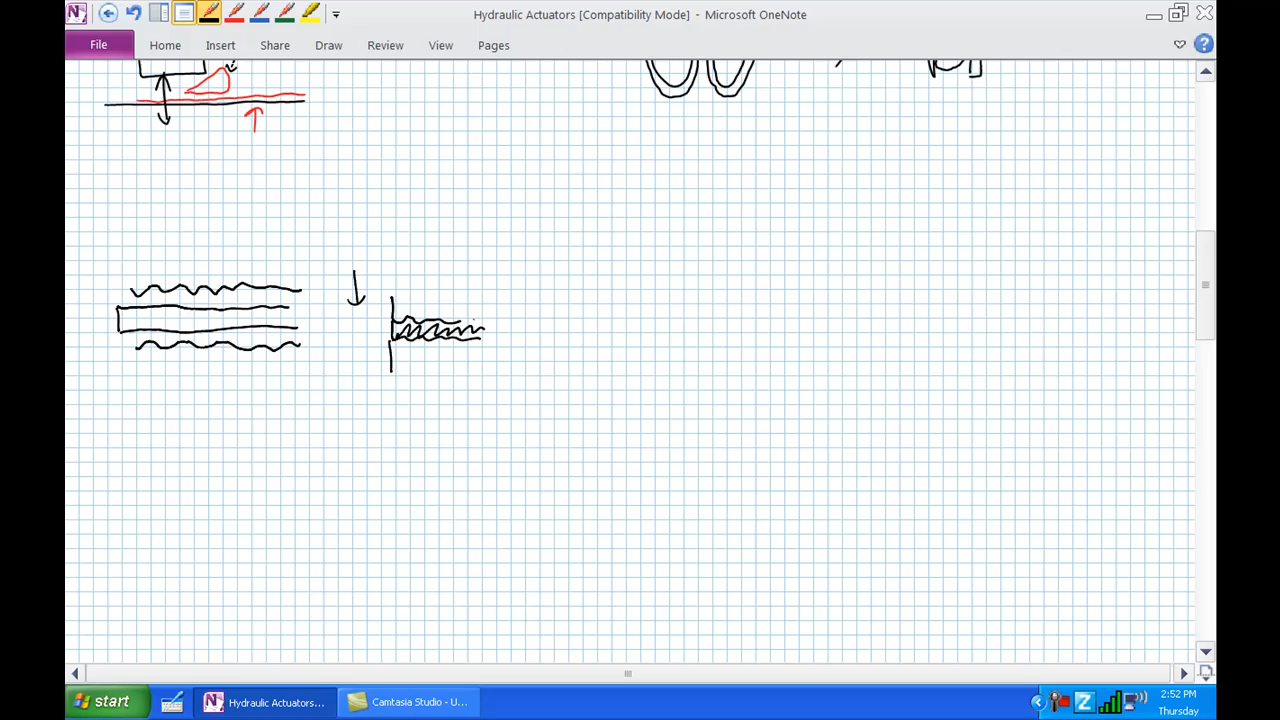 Hydraulic Actuators [Compatibility Mode] - Microsoft OneNote
File Home Insert Share Draw Review View Pages
start Hydraulic Actuators... Camtasia Studio - U... 2:52 PM
Thursday